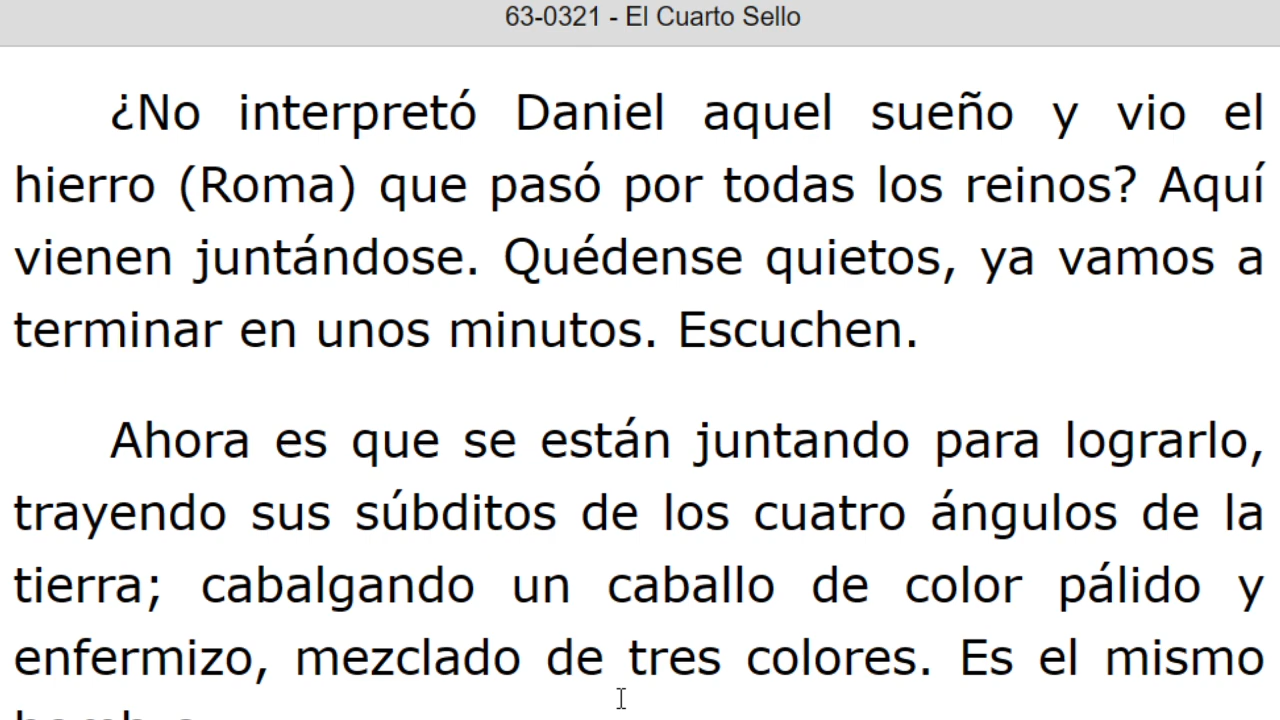 63-0321 - El Cuarto Sello
¿No interpretó Daniel aquel sueño y vio el
hierro (Roma) que pasó por todas los reinos? Aquí
vienen juntándose. Quédense quietos, ya vamos a
terminar en unos minutos. Escuchen.
Ahora es que se están juntando para lograrlo,
trayendo sus súbditos de los cuatro ángulos de la
tierra; cabalgando un caballo de color pálido y
enfermizo, mezclado de tres colores. Es el mismo